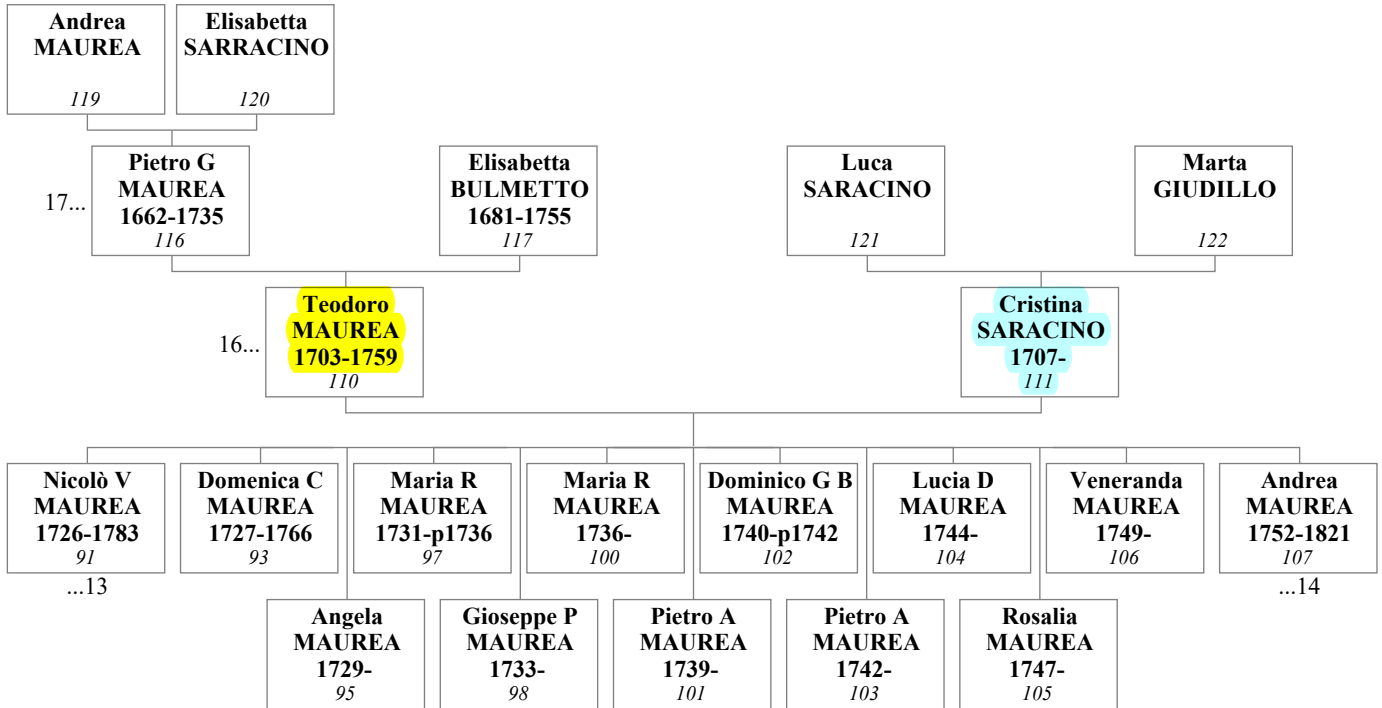 Andrea
MAUREA
119
Elisabetta
SARRACINO
120
17...
Pietro G
MAUREA
1662-1735
116
Elisabetta
BULMETTO
1681-1755
117
Luca
SARACINO
121
Marta
GIUDILLO
122
16...
Teodoro
MAUREA
1703-1759
110
Cristina
SARACINO
1707-
111
Nicolò V
MAUREA
1726-1783
91
...13
Domenica C
MAUREA
1727-1766
93
Maria R
MAUREA
1731-p1736
97
Maria R
MAUREA
1736-
100
Dominico G B
MAUREA
1740-p1742
102
Lucia D
MAUREA
1744-
104
Veneranda
MAUREA
1749-
106
Andrea
MAUREA
1752-1821
107
...14
Angela
MAUREA
1729-
95
Gioseppe P
MAUREA
1733-
98
Pietro A
MAUREA
1739-
101
Pietro A
MAUREA
1742-
103
Rosalia
MAUREA
1747-
105